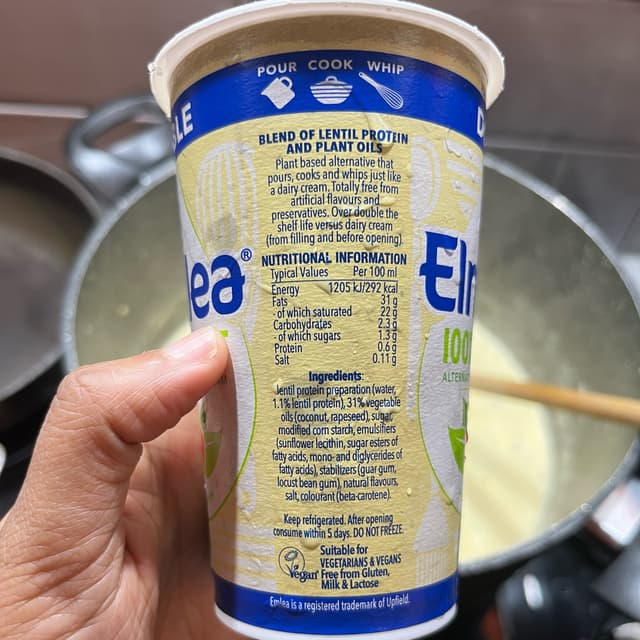 POUR COOK WHIP
BLEND OF LENTIL PROTEIN
AND PLANT OILS
Plant based alternative that
pours, cooks and whips just like
a dairy cream. Totally free from
artificial flavours and
preservatives. Over double the
shelf life versus dairy cream
(from filling and before opening)
NUTRITIONAL INFORMATION
Typical Values Per 100 ml
Energy 1205 kJ/292 kcal
Fats 31 g
- of which saturated 22 g
Carbohydrates 2.3 g
- of which sugars 1.3 g
Protein 0.6 g
Salt 0.11 g
Ingredients:
lentil protein preparation (water,
1.1% lentil protein), 31% vegetable
oils (coconut, rapeseed), sugar,
modified corn starch, emulsifiers
(sunflower lecithin, sugar esters of
fatty acids, mono- and diglycerides of
fatty acids), stabilizers (guar gum,
locust bean gum), natural flavours,
salt, colourant (beta-carotene).
Keep refrigerated. After opening
consume within 5 days. DO NOT FREEZE.
Vegan
Suitable for
VEGETARIANS & VEGANS
Free from Gluten,
Milk & Lactose
Emlea is a registered trademark of Upfield.
lea®
El
100
ALTERN